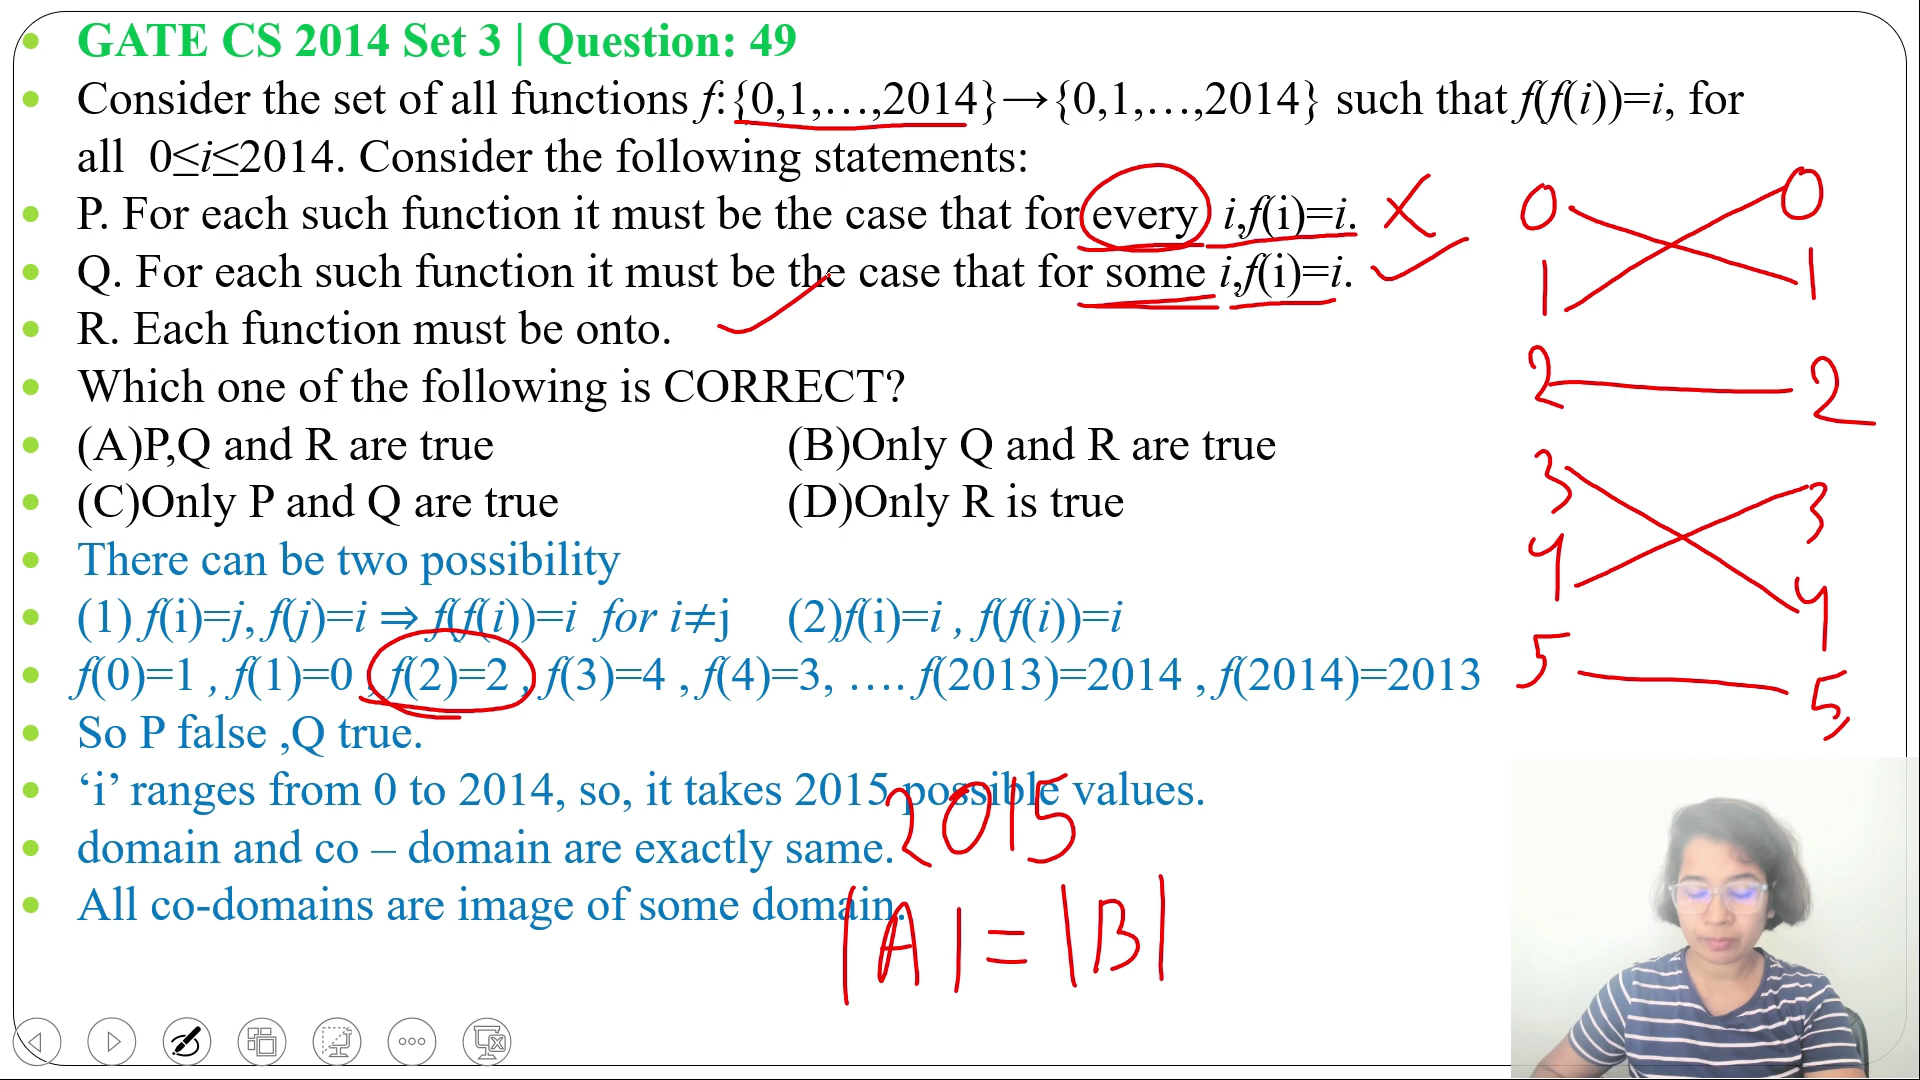 GATE CS 2014 Set 3 | Question: 49
Consider the set of all functions f:{0,1,…,2014}→{0,1,…,2014} such that f(f(i))=i, for
all 0≤i≤2014. Consider the following statements:
P. For each such function it must be the case that for every i,f(i)=i.
Q. For each such function it must be the case that for some i,f(i)=i.
R. Each function must be onto.
Which one of the following is CORRECT?
(A)P,Q and R are true (B)Only Q and R are true
(C)Only P and Q are true (D)Only R is true
There can be two possibility
(1) f(i)=j, f(j)=i ⇒ f(f(i))=i for i≠j (2)f(i)=i , f(f(i))=i
f(0)=1 , f(1)=0 , f(2)=2 , f(3)=4 , f(4)=3, …. f(2013)=2014 , f(2014)=2013
So P false ,Q true.
‘i’ ranges from 0 to 2014, so, it takes 2015 possible values.
domain and co – domain are exactly same.
All co-domains are image of some domain.
2015
|A| = |B|
0 0
1 1
2 2
3 3
4 4
5 5